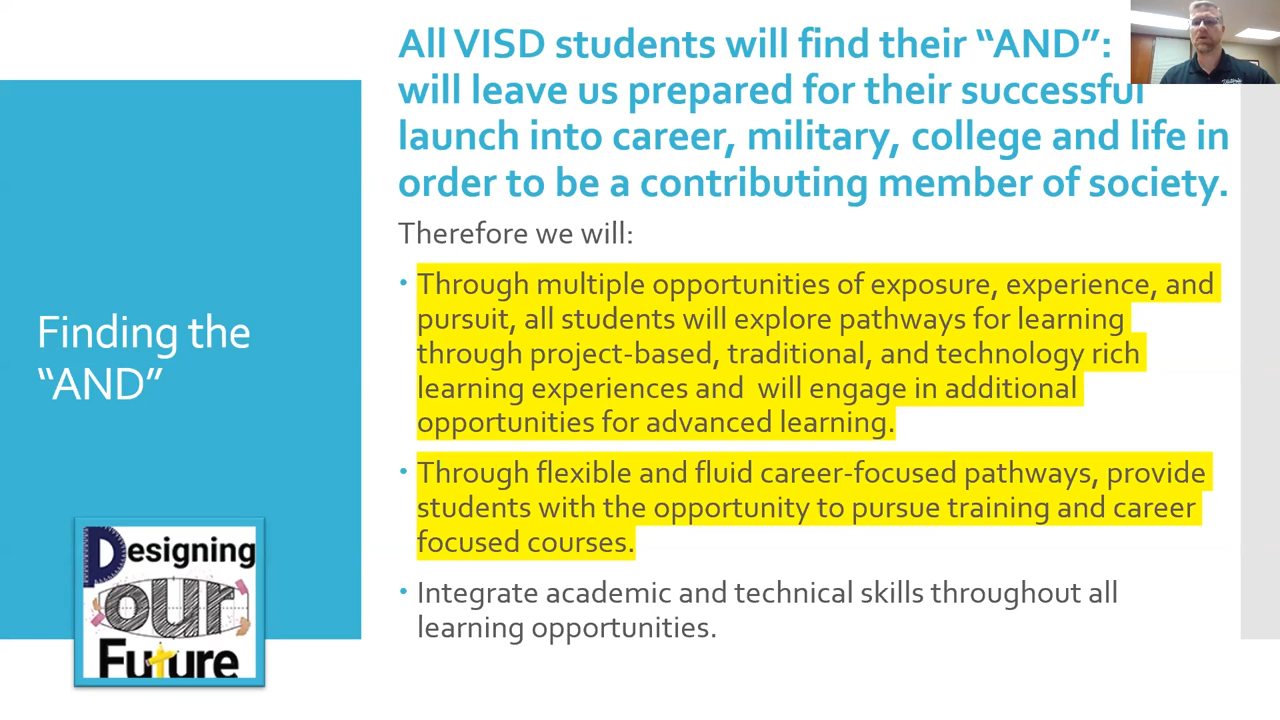 All VISD students will find their “AND”:
will leave us prepared for their successful
launch into career, military, college and life in
order to be a contributing member of society.
Therefore we will:
• Through multiple opportunities of exposure, experience, and
pursuit, all students will explore pathways for learning
through project-based, traditional, and technology rich
learning experiences and will engage in additional
opportunities for advanced learning.
• Through flexible and fluid career-focused pathways, provide
students with the opportunity to pursue training and career
focused courses.
• Integrate academic and technical skills throughout all
learning opportunities.
Finding the
“AND”
Designing
our
Future